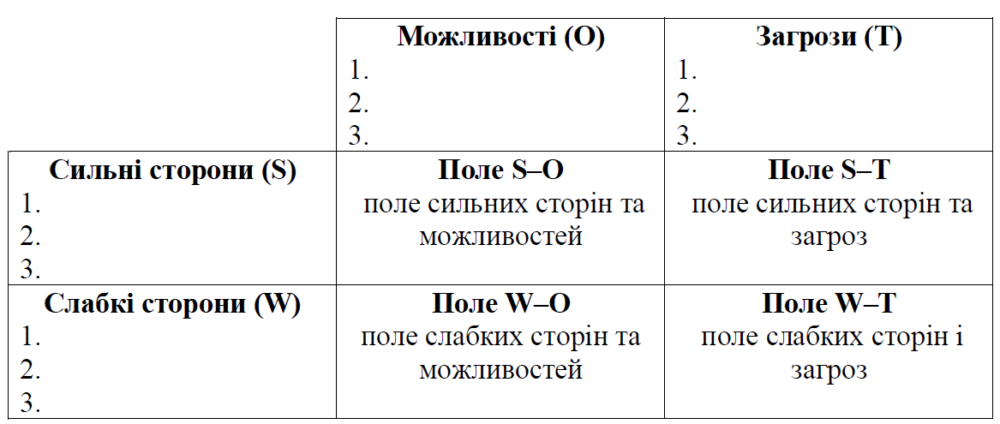 Можливості (О)
1.
2.
3.
Загрози (Т)
1.
2.
3.
Сильні сторони (S)
1.
2.
3.
Поле S–O
поле сильних сторін та
можливостей
Поле S–T
поле сильних сторін та
загроз
Слабкі сторони (W)
1.
2.
3.
Поле W–O
поле слабких сторін та
можливостей
Поле W–T
поле слабких сторін і
загроз